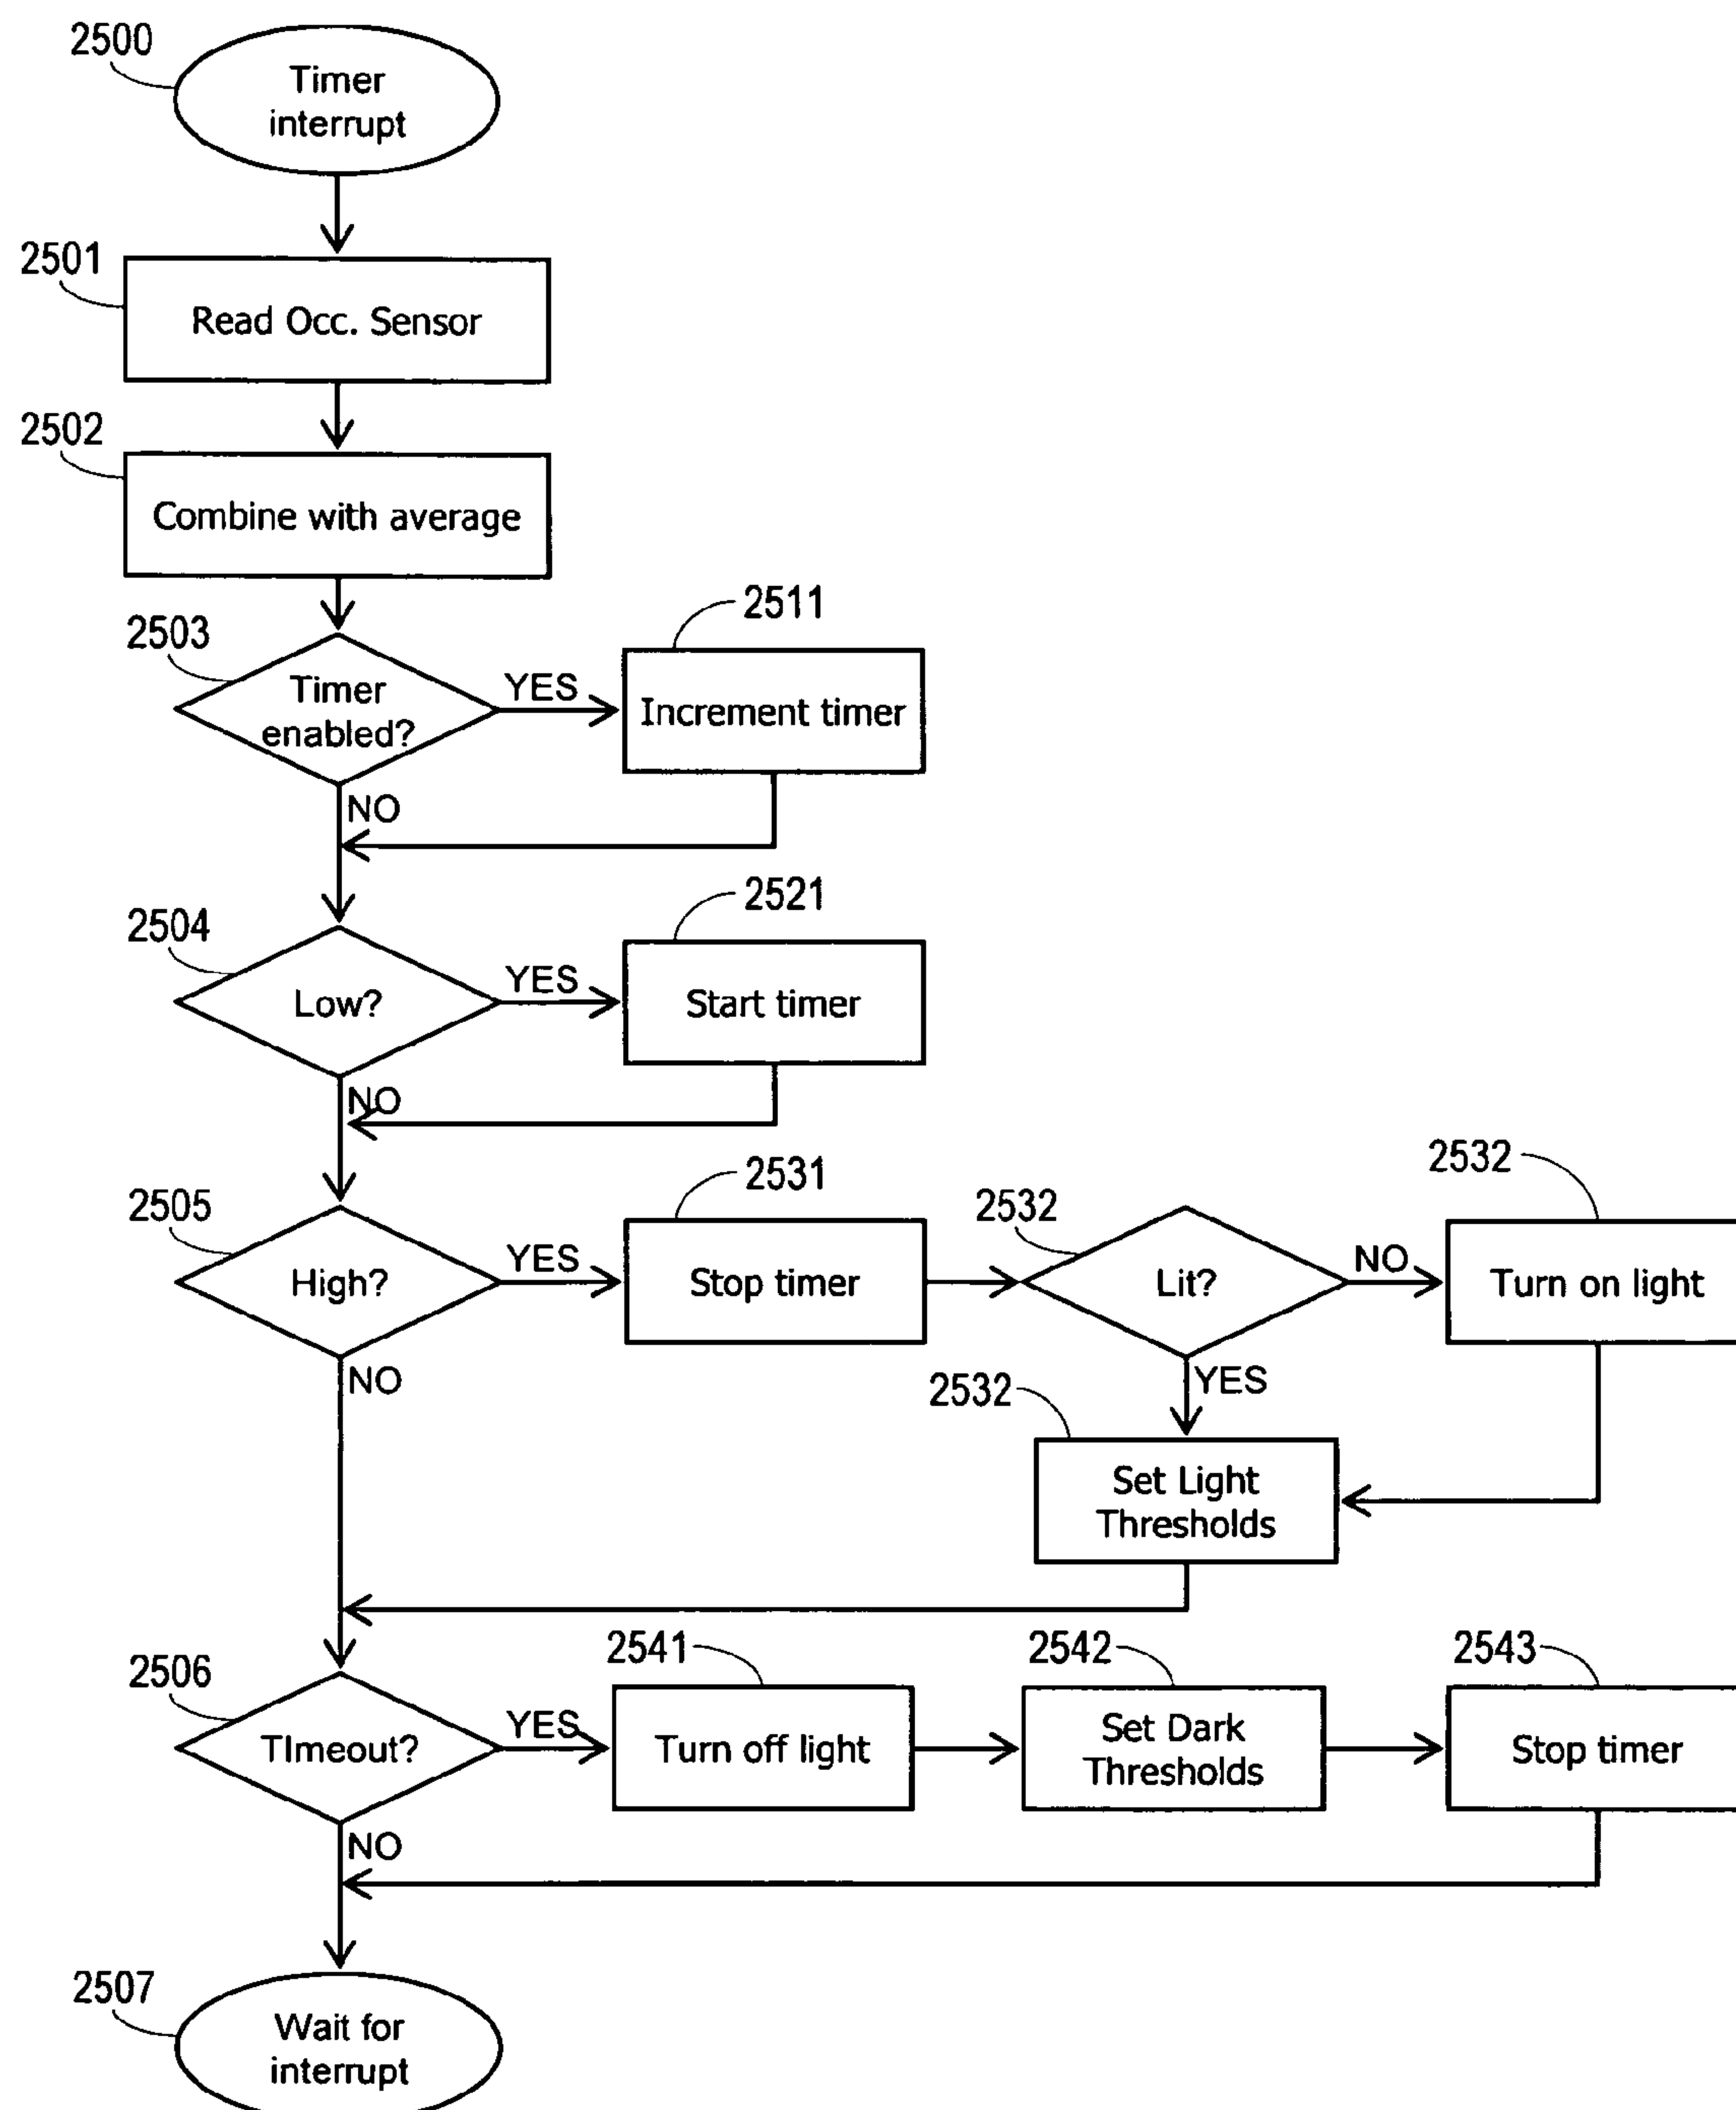 2500
Timer
interrupt
2501
Read Occ. Sensor
2502
Combine with average
2503
Timer
enabled?
YES
2511
Increment timer
NO
2504
Low?
YES
2521
Start timer
NO
2505
High?
YES
2531
Stop timer
2532
Lit?
NO
2532
Turn on light
NO
YES
2532
Set Light
Thresholds
2506
TImeout?
YES
2541
Turn off light
2542
Set Dark
Thresholds
2543
Stop timer
NO
2507
Wait for
interrupt